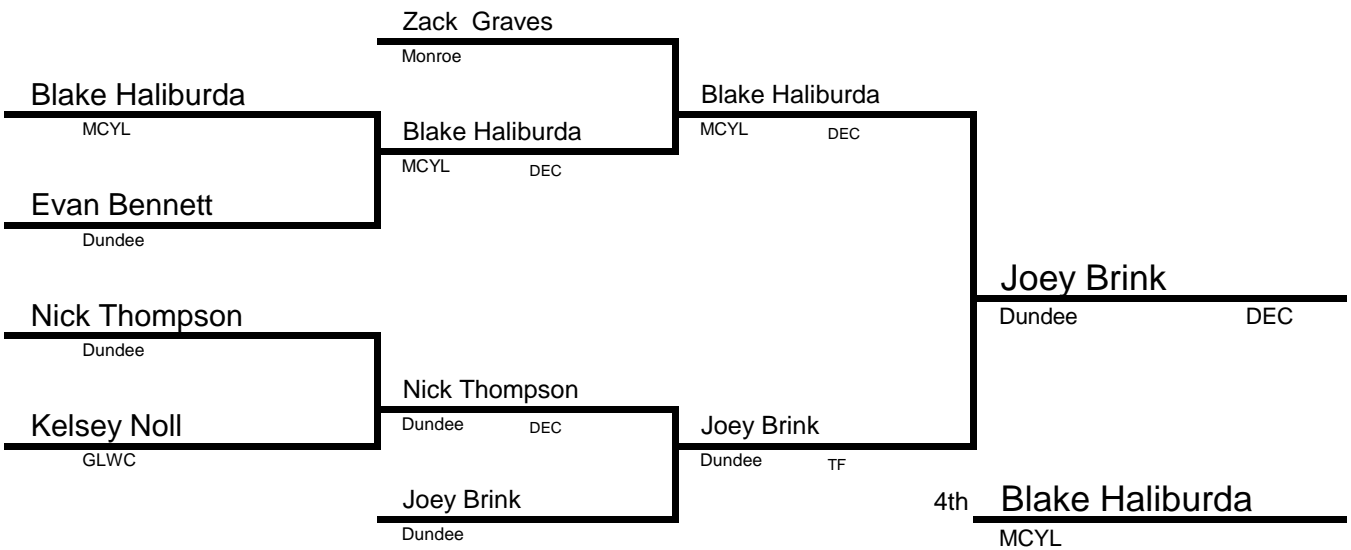 Zack  Graves
Monroe
Blake Haliburda
MCYL
Blake Haliburda
MCYL DEC
Blake Haliburda
MCYL DEC
Evan Bennett
Dundee
Joey Brink
Dundee DEC
Nick Thompson
Dundee
Nick Thompson
Dundee DEC
Kelsey Noll
GLWC
Joey Brink
Dundee TF
Joey Brink
Dundee
4th Blake Haliburda
MCYL